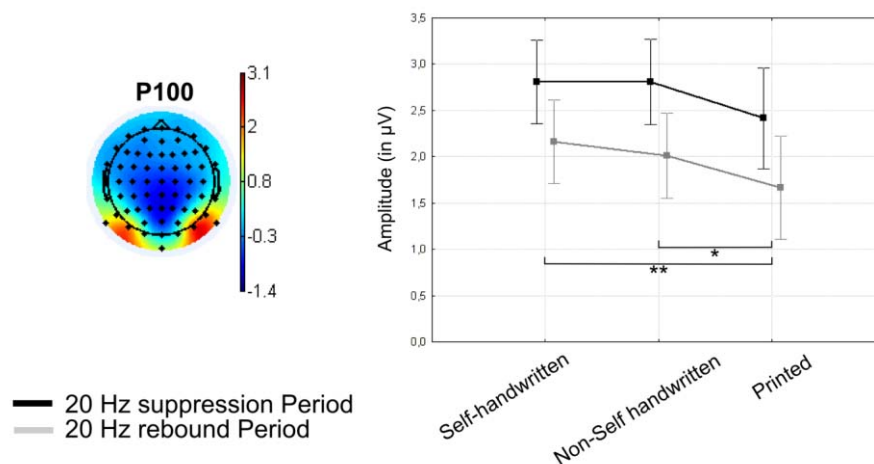 P100
3.1
2
0.8
-0.3
-1.4
Amplitude (in µV)
3,5
3,0
2,5
2,0
1,5
1,0
0,5
0,0
*
**
Self-handwritten
Non-Self handwritten
Printed
20 Hz suppression Period
20 Hz rebound Period